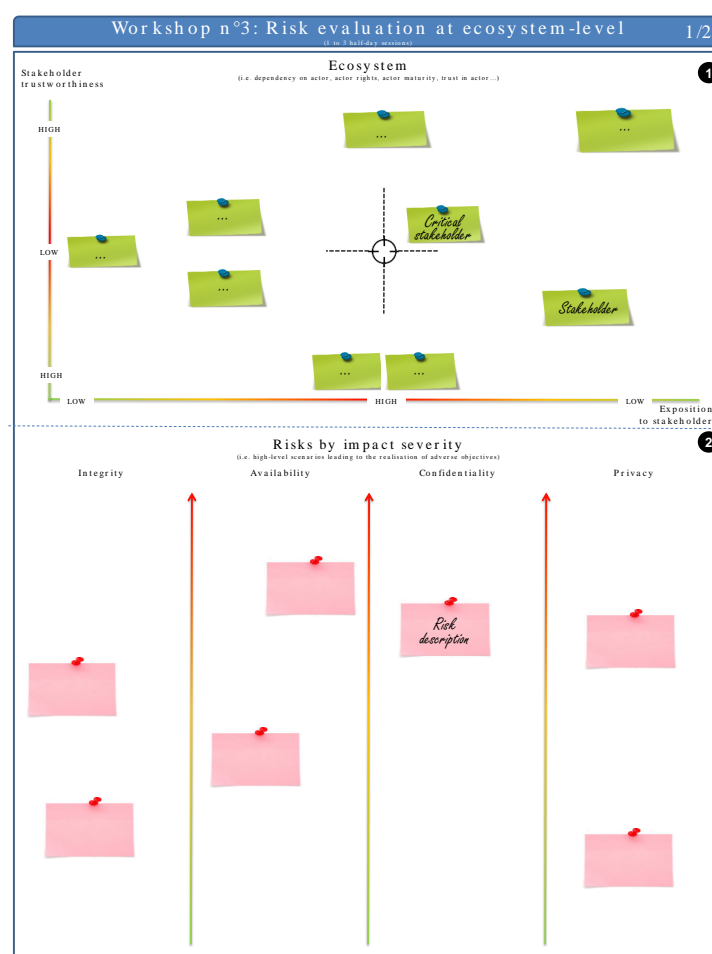 Workshop n°3: Risk evaluation at ecosystem-level
1/2
(1 to 3 half-day sessions)
Ecosystem
(i.e. dependency on actor, actor rights, actor maturity, trust in actor…)
1
Stakeholder
trustworthiness
HIGH
...
...
...
Critical
stakeholder
LOW
...
...
Stakeholder
HIGH
...
...
LOW
HIGH
LOW
Exposition
to stakeholder
Risks by impact severity
2
(i.e. high-level scenarios leading to the realisation of adverse objectives)
Integrity
Availability
Confidentiality
Privacy
Risk
description